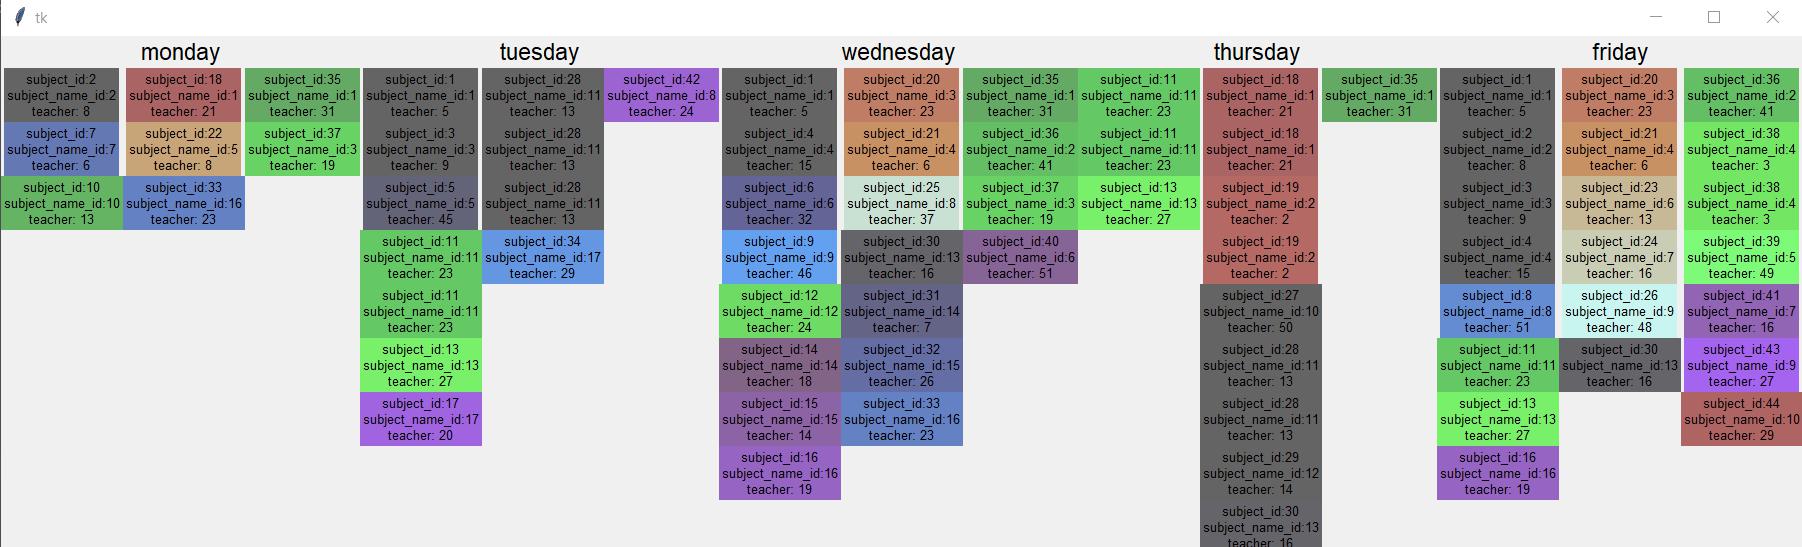 tk
monday
subject_id:2
subject_name_id:2
teacher: 8
subject_id:7
subject_name_id:7
teacher: 6
subject_id:10
subject_name_id:10
teacher: 13
subject_id:18
subject_name_id:1
teacher: 21
subject_id:22
subject_name_id:5
teacher: 8
subject_id:33
subject_name_id:16
teacher: 23
subject_id:35
subject_name_id:1
teacher: 31
subject_id:37
subject_name_id:3
teacher: 19
tuesday
subject_id:1
subject_name_id:1
teacher: 5
subject_id:3
subject_name_id:3
teacher: 9
subject_id:5
subject_name_id:5
teacher: 45
subject_id:11
subject_name_id:11
teacher: 23
subject_id:11
subject_name_id:11
teacher: 23
subject_id:13
subject_name_id:13
teacher: 27
subject_id:17
subject_name_id:17
teacher: 20
subject_id:28
subject_name_id:11
teacher: 13
subject_id:28
subject_name_id:11
teacher: 13
subject_id:28
subject_name_id:11
teacher: 13
subject_id:34
subject_name_id:17
teacher: 29
subject_id:42
subject_name_id:8
teacher: 24
wednesday
subject_id:1
subject_name_id:1
teacher: 5
subject_id:4
subject_name_id:4
teacher: 15
subject_id:6
subject_name_id:6
teacher: 32
subject_id:9
subject_name_id:9
teacher: 46
subject_id:12
subject_name_id:12
teacher: 24
subject_id:14
subject_name_id:14
teacher: 18
subject_id:15
subject_name_id:15
teacher: 14
subject_id:16
subject_name_id:16
teacher: 19
subject_id:20
subject_name_id:3
teacher: 23
subject_id:21
subject_name_id:4
teacher: 6
subject_id:25
subject_name_id:8
teacher: 37
subject_id:30
subject_name_id:13
teacher: 16
subject_id:31
subject_name_id:14
teacher: 7
subject_id:32
subject_name_id:15
teacher: 26
subject_id:33
subject_name_id:16
teacher: 23
subject_id:35
subject_name_id:1
teacher: 31
subject_id:36
subject_name_id:2
teacher: 41
subject_id:37
subject_name_id:3
teacher: 19
subject_id:40
subject_name_id:6
teacher: 51
subject_id:11
subject_name_id:11
teacher: 23
subject_id:11
subject_name_id:11
teacher: 23
subject_id:13
subject_name_id:13
teacher: 27
thursday
subject_id:18
subject_name_id:1
teacher: 21
subject_id:18
subject_name_id:1
teacher: 21
subject_id:19
subject_name_id:2
teacher: 2
subject_id:19
subject_name_id:2
teacher: 2
subject_id:27
subject_name_id:10
teacher: 50
subject_id:28
subject_name_id:11
teacher: 13
subject_id:28
subject_name_id:11
teacher: 13
subject_id:29
subject_name_id:12
teacher: 14
subject_id:30
subject_name_id:13
teacher: 16
subject_id:35
subject_name_id:1
teacher: 31
friday
subject_id:1
subject_name_id:1
teacher: 5
subject_id:2
subject_name_id:2
teacher: 8
subject_id:3
subject_name_id:3
teacher: 9
subject_id:4
subject_name_id:4
teacher: 15
subject_id:8
subject_name_id:8
teacher: 51
subject_id:11
subject_name_id:11
teacher: 23
subject_id:13
subject_name_id:13
teacher: 27
subject_id:16
subject_name_id:16
teacher: 19
subject_id:20
subject_name_id:3
teacher: 23
subject_id:21
subject_name_id:4
teacher: 6
subject_id:23
subject_name_id:6
teacher: 13
subject_id:24
subject_name_id:7
teacher: 16
subject_id:26
subject_name_id:9
teacher: 48
subject_id:30
subject_name_id:13
teacher: 16
subject_id:36
subject_name_id:2
teacher: 41
subject_id:38
subject_name_id:4
teacher: 3
subject_id:38
subject_name_id:4
teacher: 3
subject_id:39
subject_name_id:5
teacher: 49
subject_id:41
subject_name_id:7
teacher: 16
subject_id:43
subject_name_id:9
teacher: 27
subject_id:44
subject_name_id:10
teacher: 29